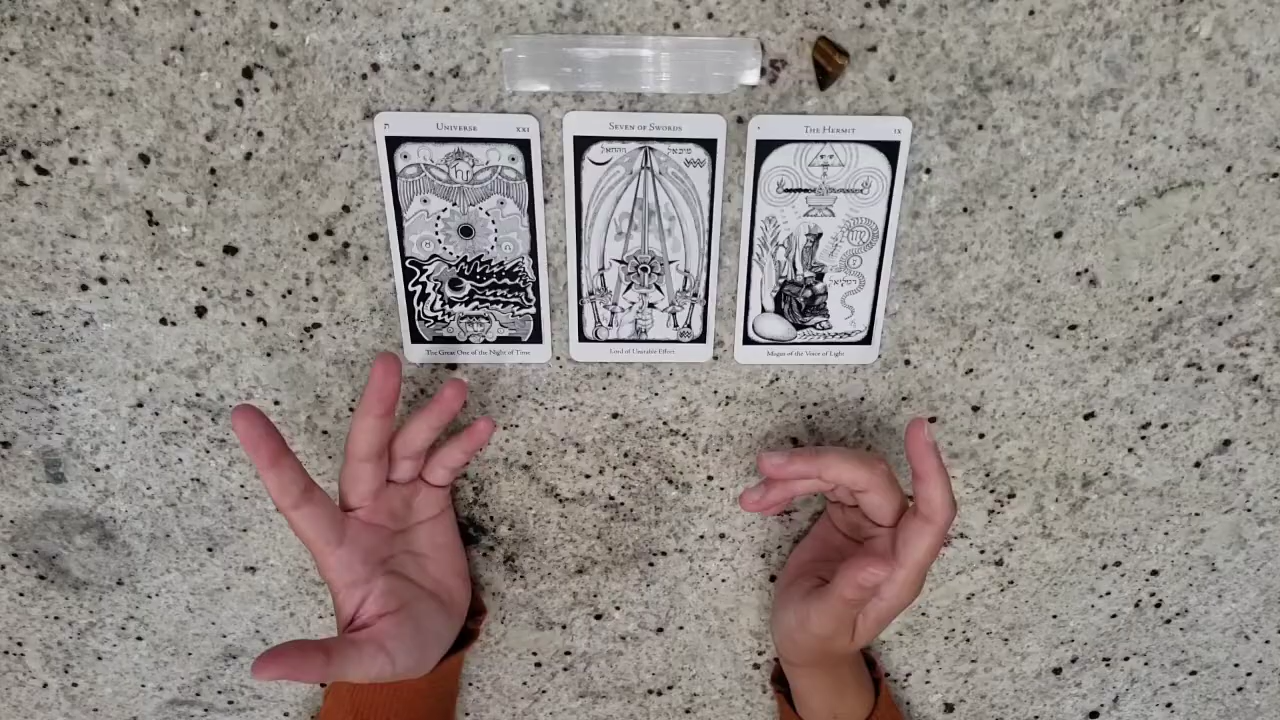 ת
UNIVERSE
XXI
The Great One of the Night of Time
SEVEN OF SWORDS
מיכאל
Lord of Unstable Effort
י
THE HERMIT
IX
Magus of the Voice of Light